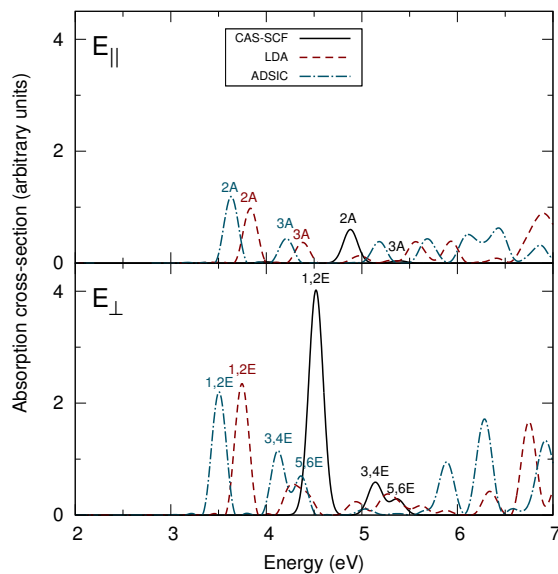 E||
CAS-SCF
LDA
ADSIC
4
2
0
2A
2A
3A
3A
2A
3A
E⊥
1,2E
1,2E
1,2E
3,4E
5,6E
3,4E
5,6E
4
2
0
2 3 4 5 6 7
Energy (eV)
Absorption cross-section (arbitrary units)